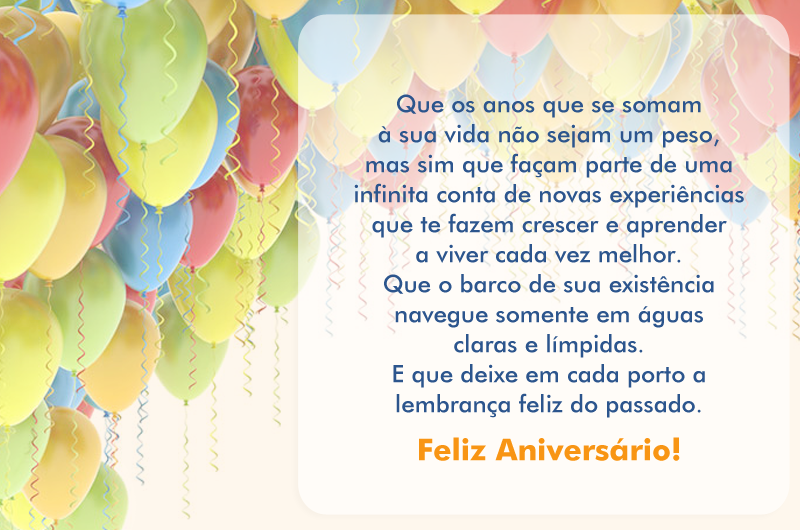 Que os anos que se somam
à sua vida não sejam um peso,
mas sim que façam parte de uma
infinita conta de novas experiências
que te fazem crescer e aprender
a viver cada vez melhor.
Que o barco de sua existência
navegue somente em águas
claras e límpidas.
E que deixe em cada porto a
lembrança feliz do passado.
Feliz Aniversário!